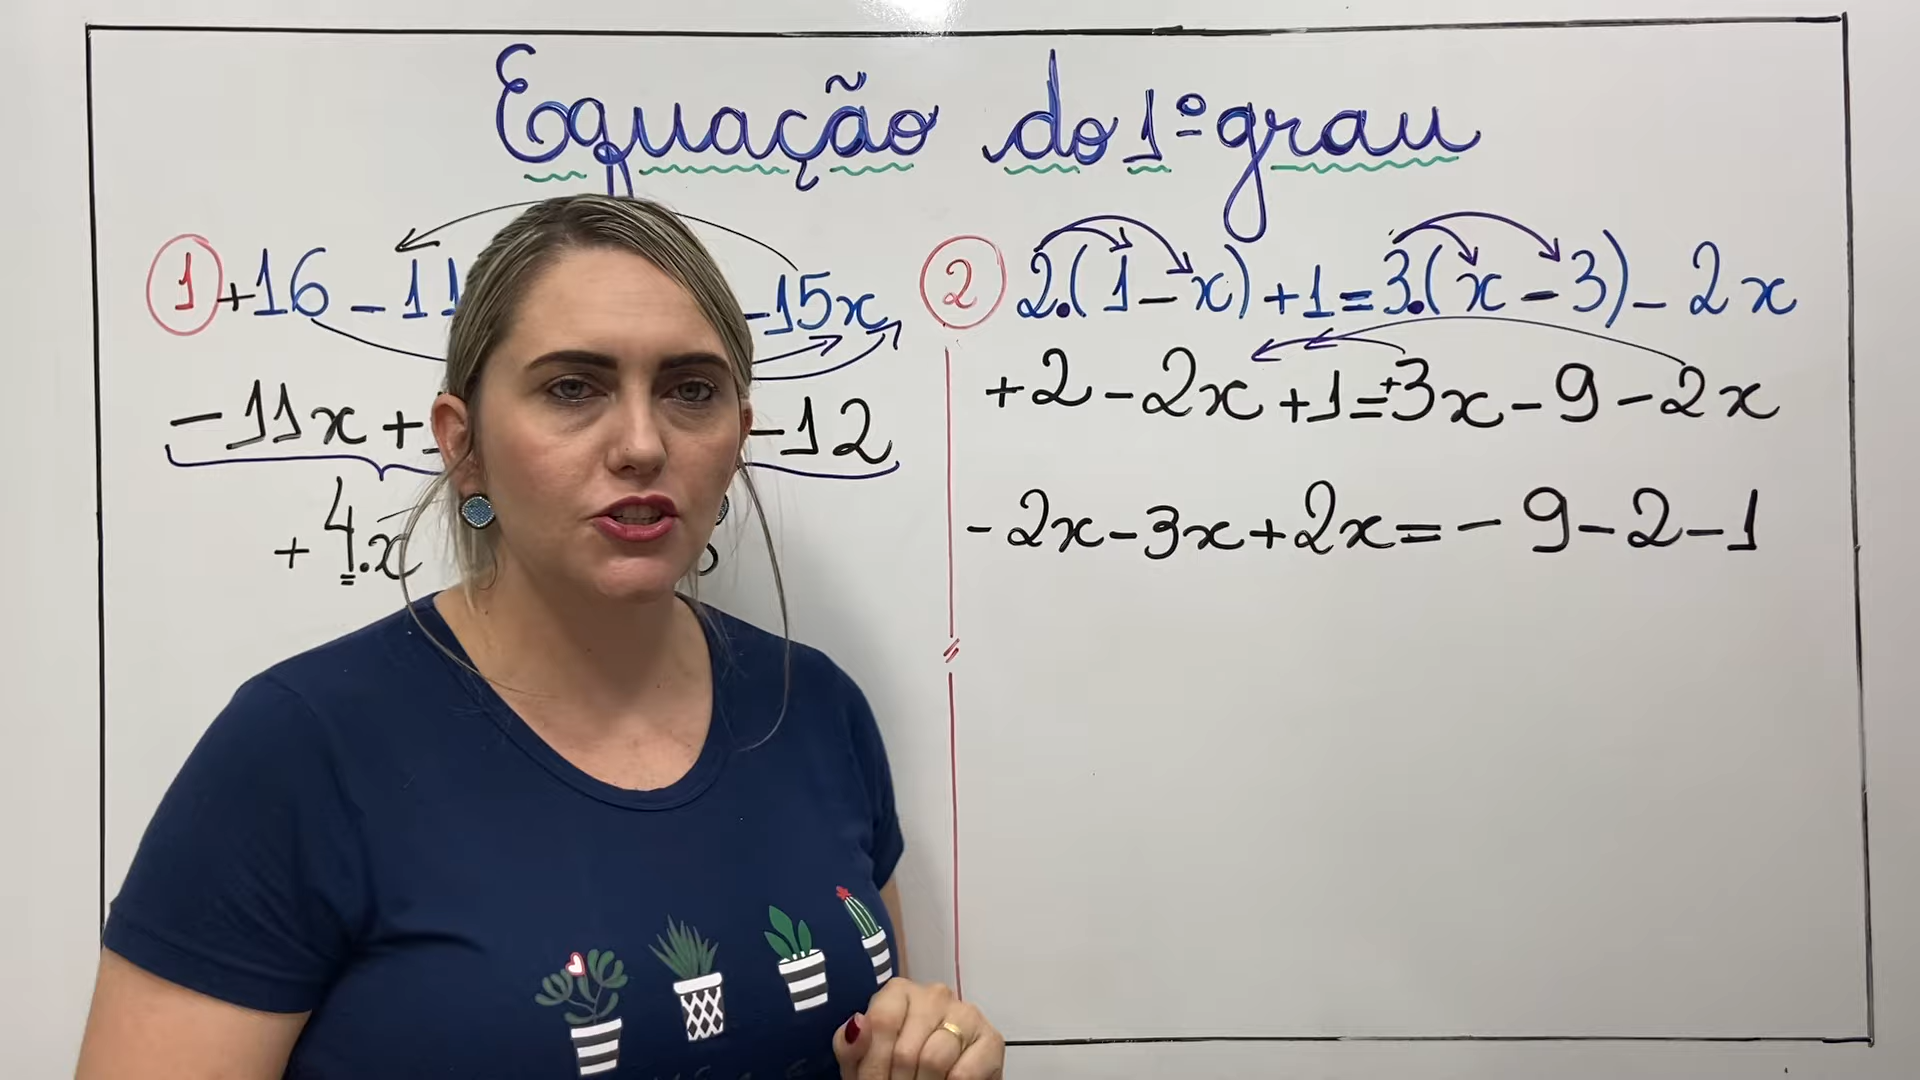 Equação do 1º grau
1 +16 - 11 -15x
-11x + -12
+ 4.x
2 2.(1-x)+1=3.(x-3)-2x
+2-2x+1=+3x-9-2x
-2x-3x+2x=-9-2-1